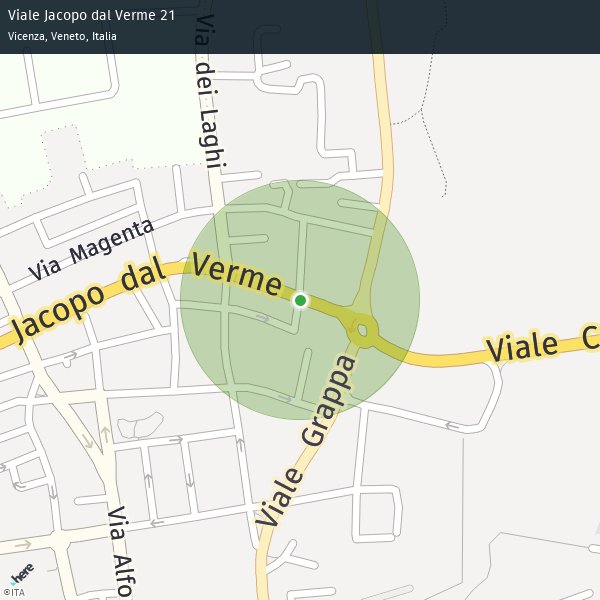 Viale Jacopo dal Verme 21
Vicenza, Veneto, Italia
Via dei Laghi
Via Magenta
Jacopo dal Verme
Viale C
Viale Grappa
Via Alfo
here
©ITA